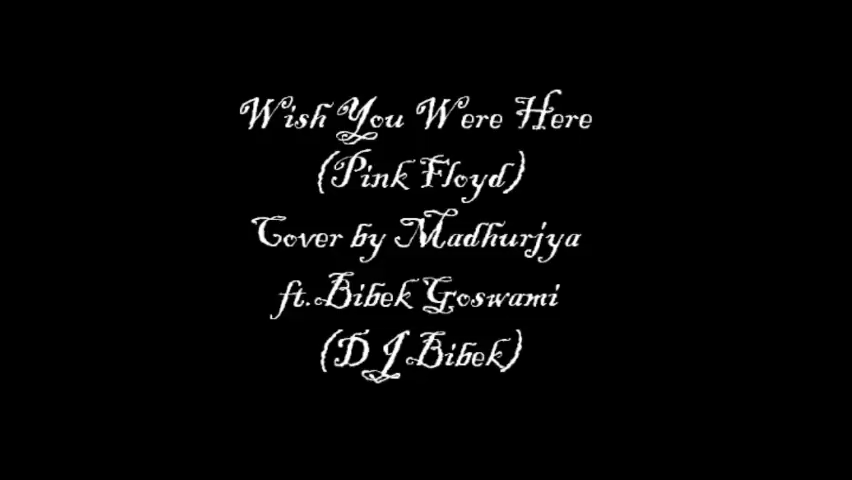 Wish You Were Here
(Pink Floyd)
Cover by Madhurjya
ft.Bibek Goswami
(D J Bibek)